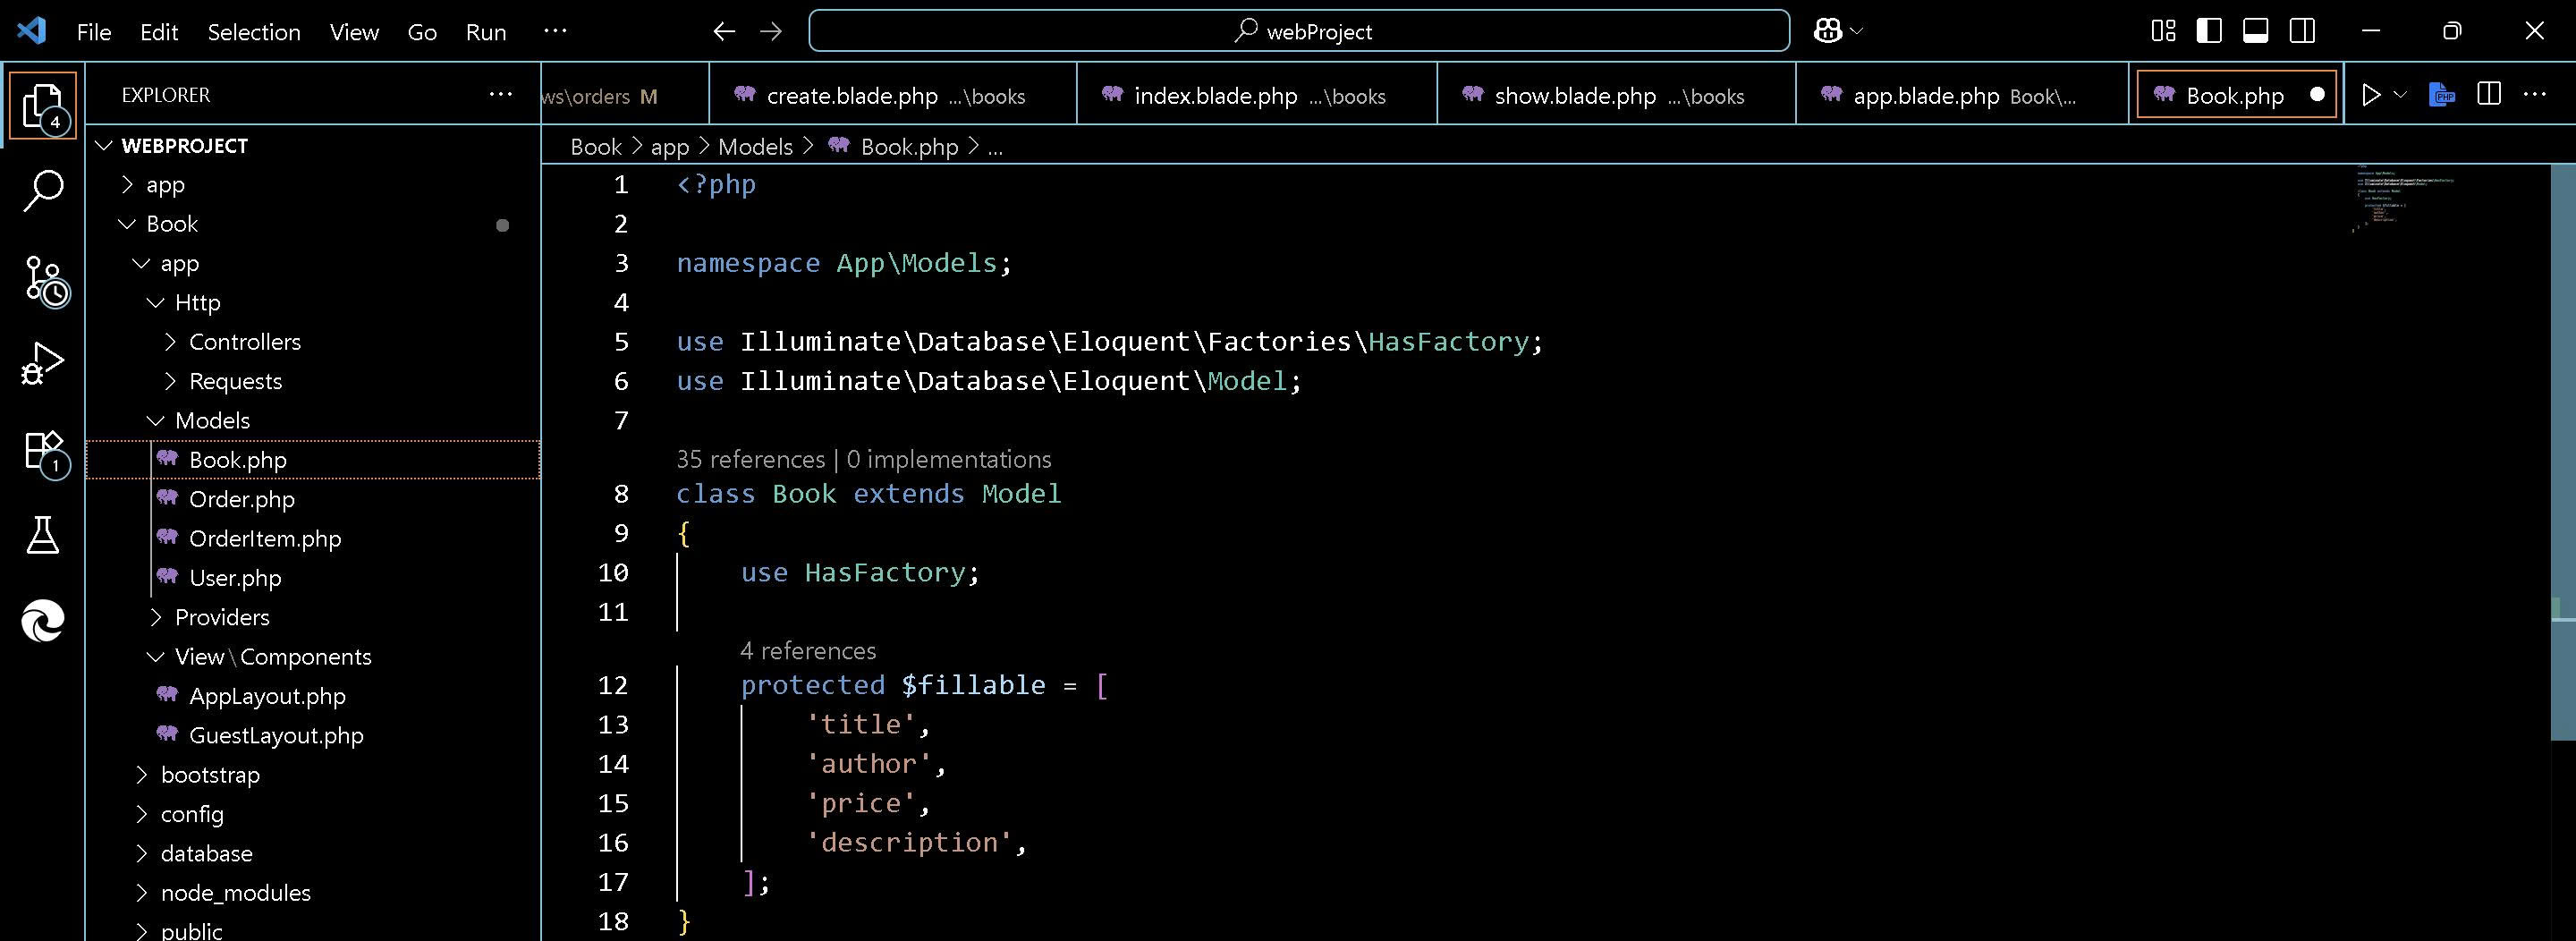 File Edit Selection View Go Run ··· webProject
EXPLORER ···
ws\orders M create.blade.php ...\books index.blade.php ...\books show.blade.php ...\books app.blade.php Book\... Book.php
Book > app > Models > Book.php > ...
4
1
WEBPROJECT
app
Book
app
Http
Controllers
Requests
Models
Book.php
Order.php
OrderItem.php
User.php
Providers
View\Components
AppLayout.php
GuestLayout.php
bootstrap
config
database
node_modules
public
1 <?php
2
3 namespace App\Models;
4
5 use Illuminate\Database\Eloquent\Factories\HasFactory;
6 use Illuminate\Database\Eloquent\Model;
7
35 references | 0 implementations
8 class Book extends Model
9 {
10 use HasFactory;
11
4 references
12 protected $fillable = [
13 'title',
14 'author',
15 'price',
16 'description',
17 ];
18 }